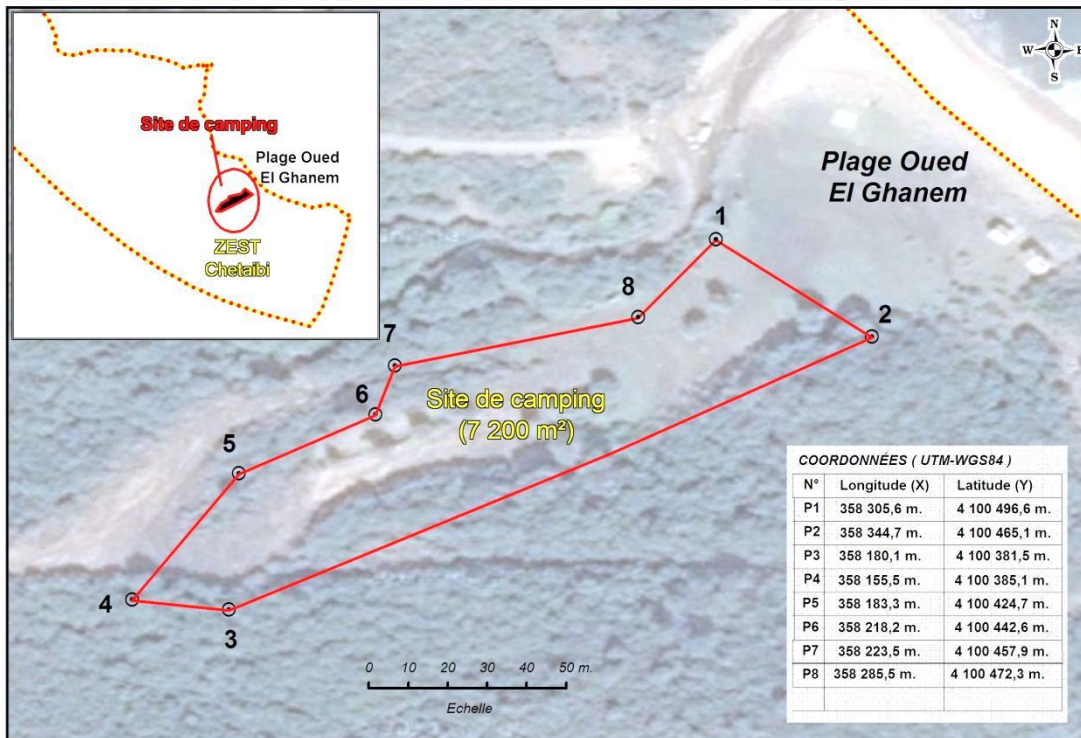 Site de camping
Plage Oued
El Ghanem
ZEST
Chetaibi
N
W E
S
Plage Oued
El Ghanem
1
2
8
7
6
5
4
3
Site de camping
(7 200 m²)
0 10 20 30 40 50 m.
Echelle
COORDONNÉES ( UTM-WGS84 )
N° Longitude (X) Latitude (Y)
P1 358 305,6 m. 4 100 496,6 m.
P2 358 344,7 m. 4 100 465,1 m.
P3 358 180,1 m. 4 100 381,5 m.
P4 358 155,5 m. 4 100 385,1 m.
P5 358 183,3 m. 4 100 424,7 m.
P6 358 218,2 m. 4 100 442,6 m.
P7 358 223,5 m. 4 100 457,9 m.
P8 358 285,5 m. 4 100 472,3 m.